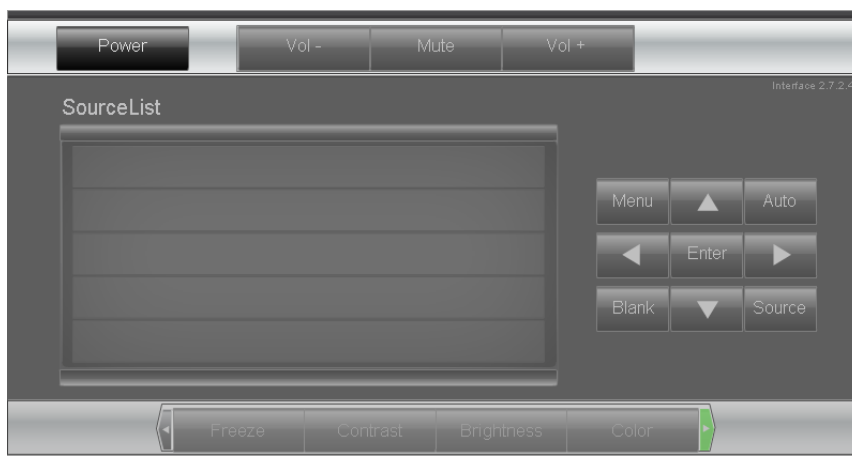 Power Vol - Mute Vol +
Interface 2.7.2.4
SourceList
Menu Auto
Enter
Blank Source
Freeze Contrast Brightness Color